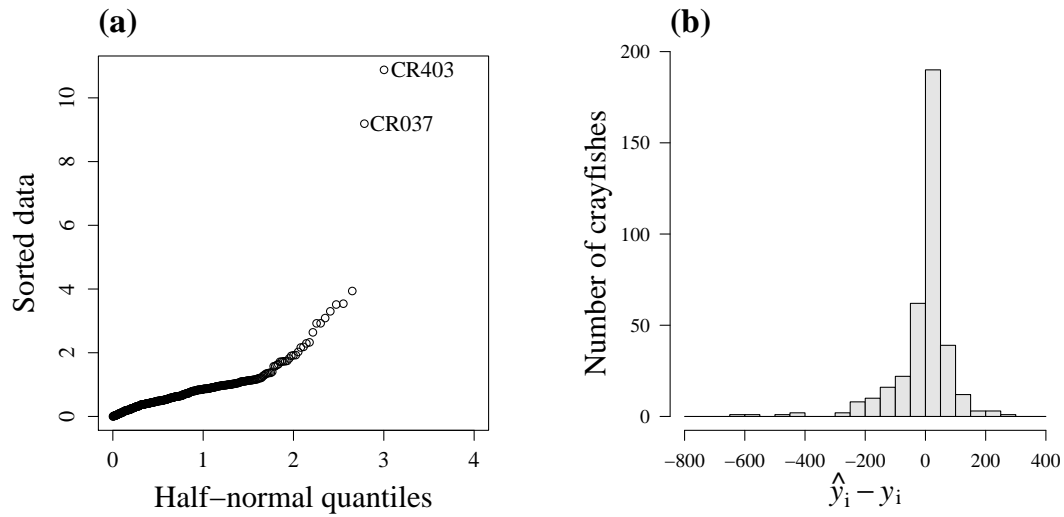 (a)
CR403
CR037
10
8
6
4
2
0
Sorted data
0 1 2 3 4
Half−normal quantiles
(b)
200
150
100
50
0
Number of crayfishes
−800 −600 −400 −200 0 200 400
ŷi − yi